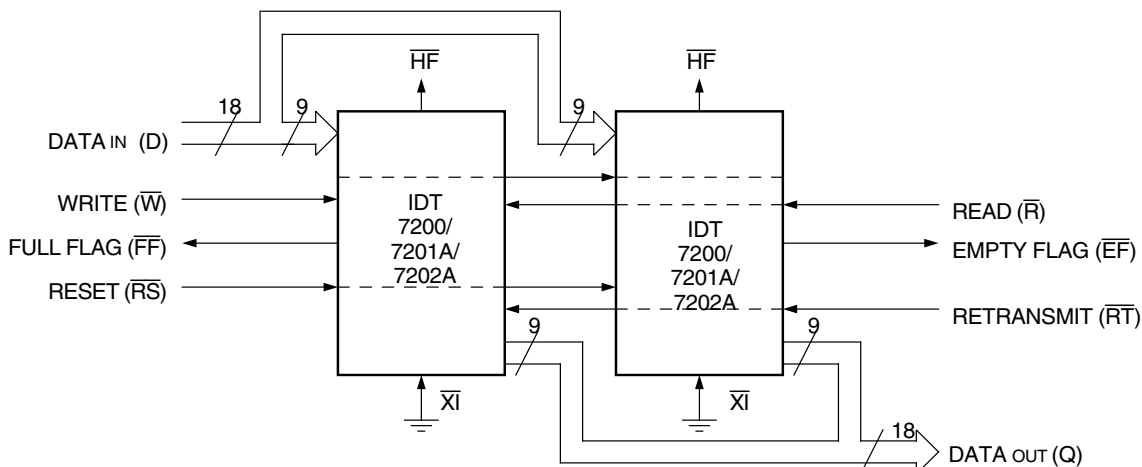 HF HF
18 9 9
DATA IN (D)
WRITE (W) IDT IDT READ (R)
FULL FLAG (FF) 7200/ 7200/ EMPTY FLAG (EF)
7201A/ 7201A/
RESET (RS) 7202A 7202A RETRANSMIT (RT)
9 9
XI XI
18
DATA OUT (Q)